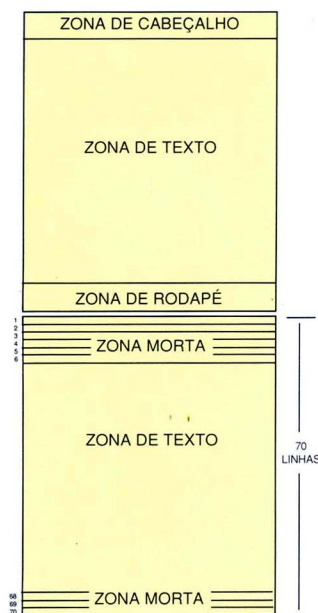 ZONA DE CABEÇALHO
ZONA DE TEXTO
ZONA DE RODAPÉ
1
2
3
4
5
6
ZONA MORTA
ZONA DE TEXTO
70
LINHAS
68
69
70
ZONA MORTA